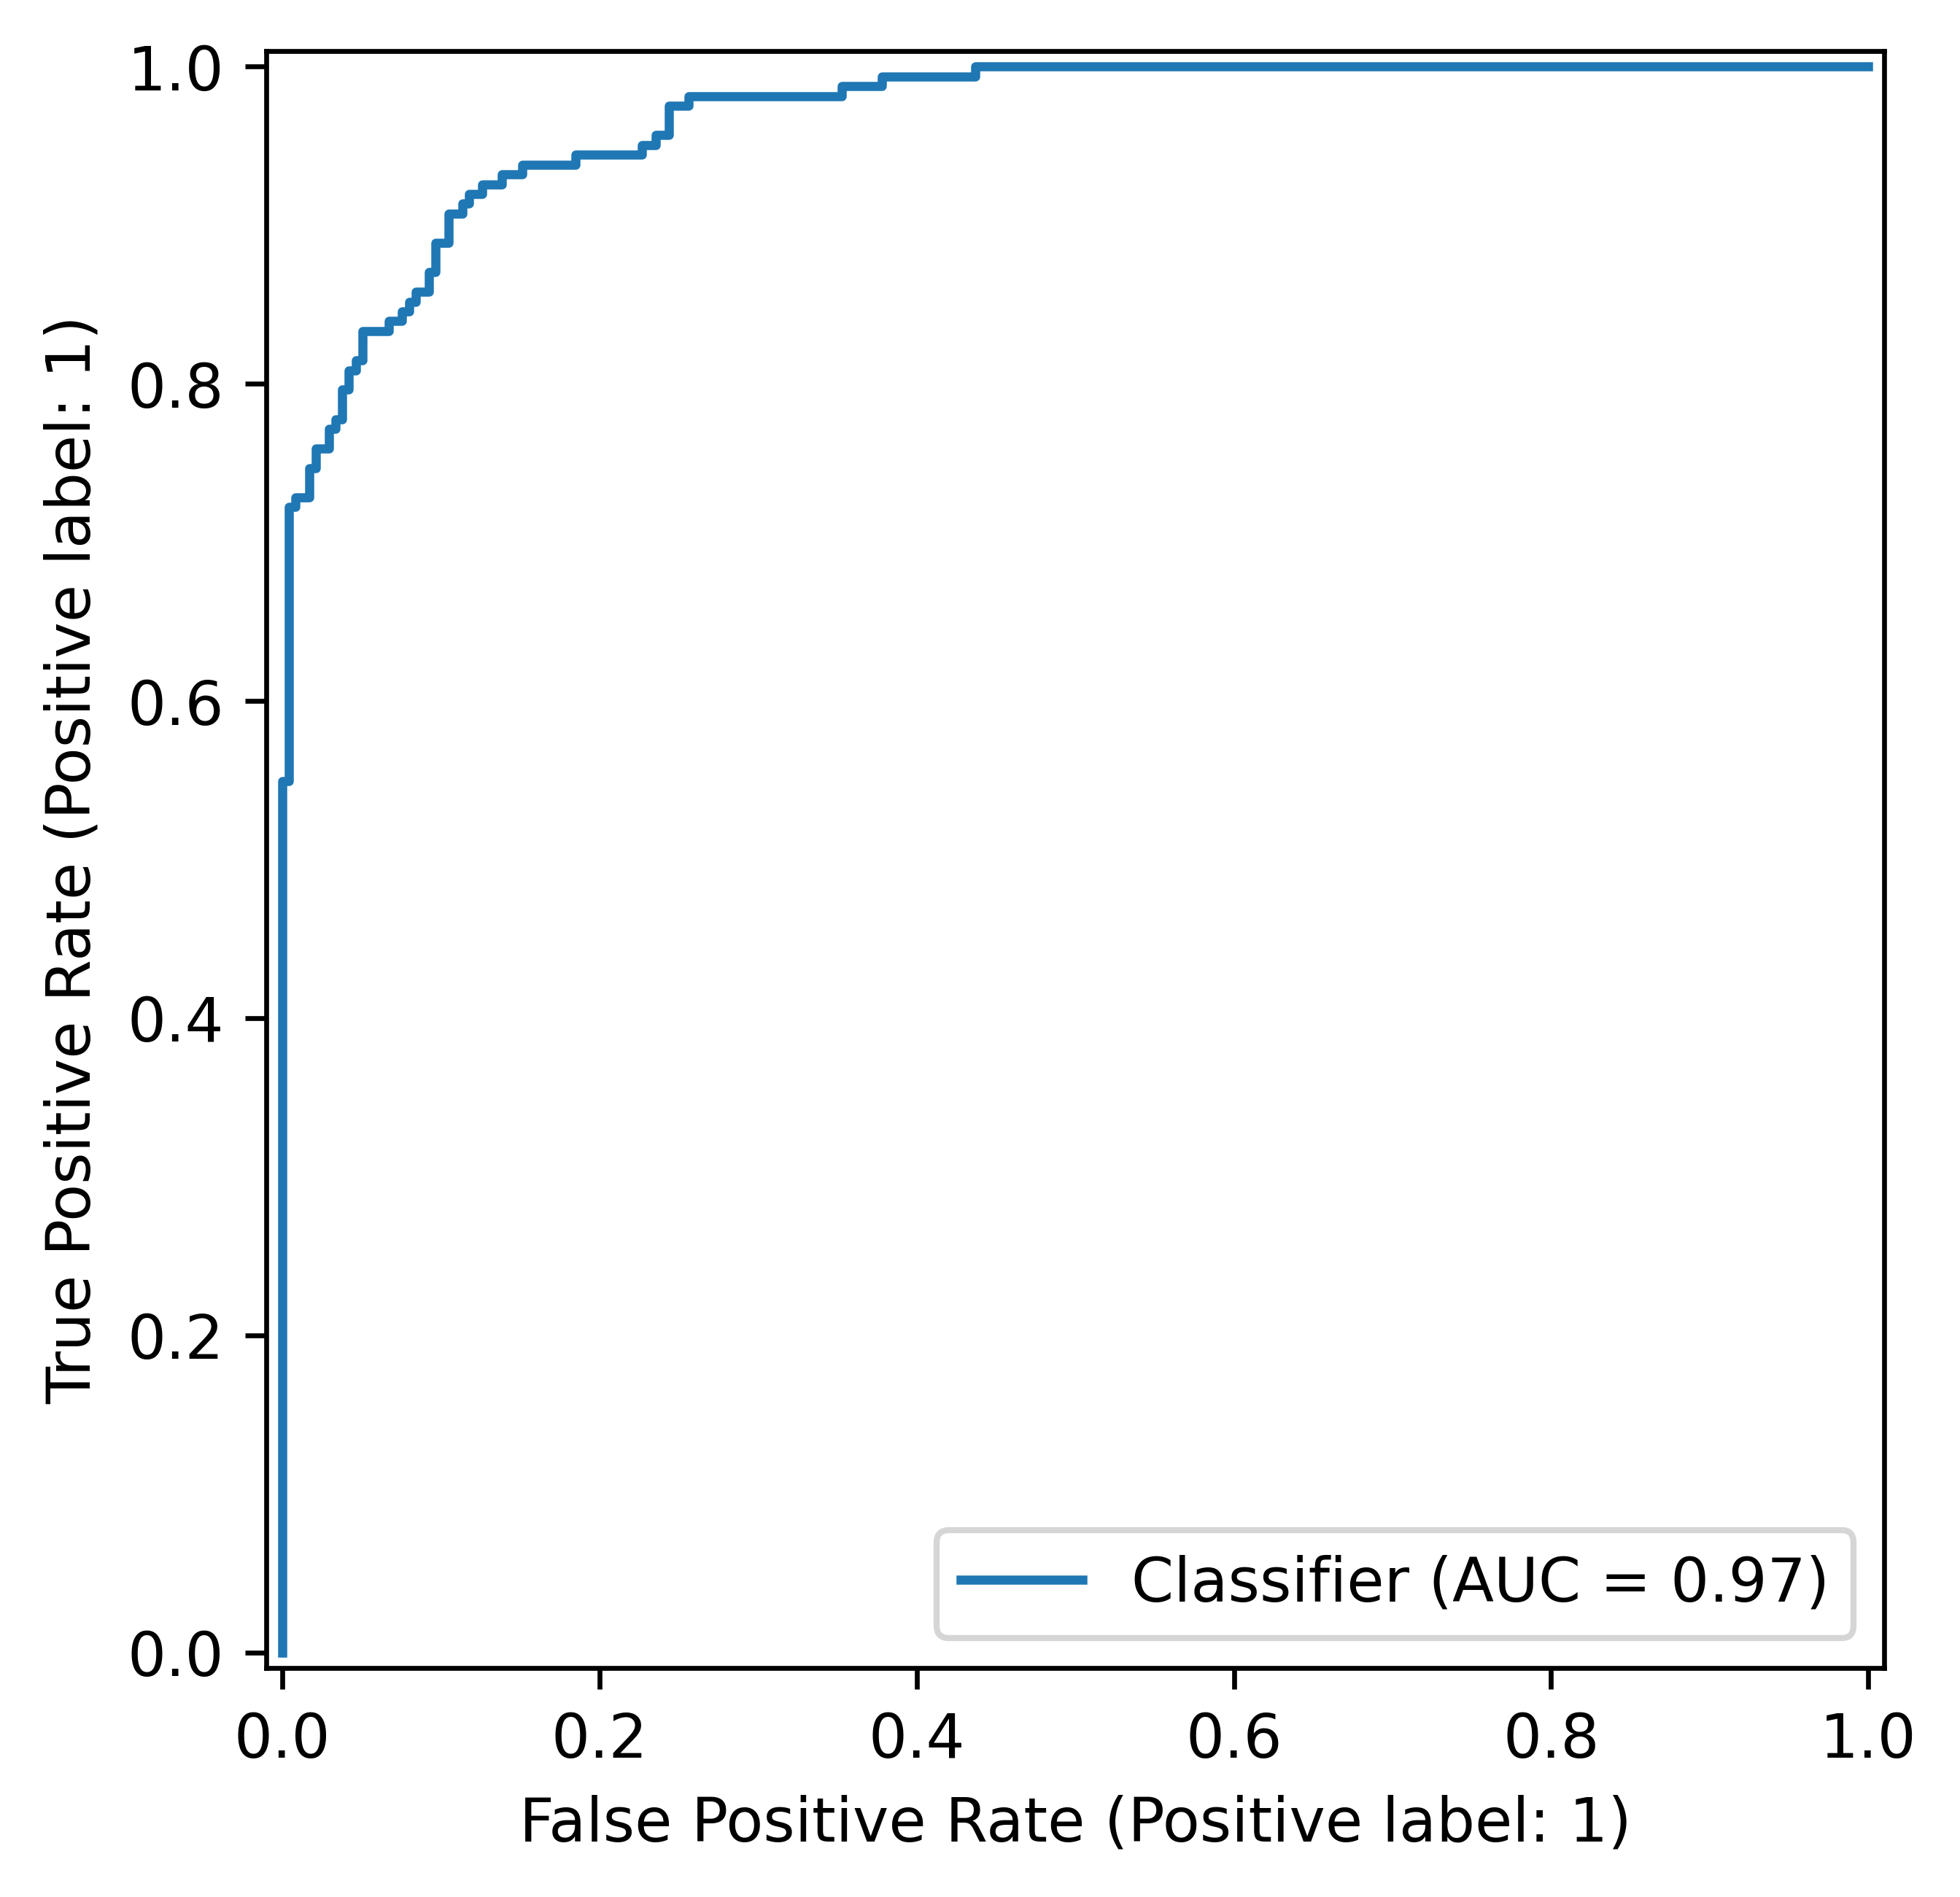 True Positive Rate (Positive label: 1)
1.0
0.8
0.6
0.4
0.2
0.0
Classifier (AUC = 0.97)
0.0 0.2 0.4 0.6 0.8 1.0
False Positive Rate (Positive label: 1)